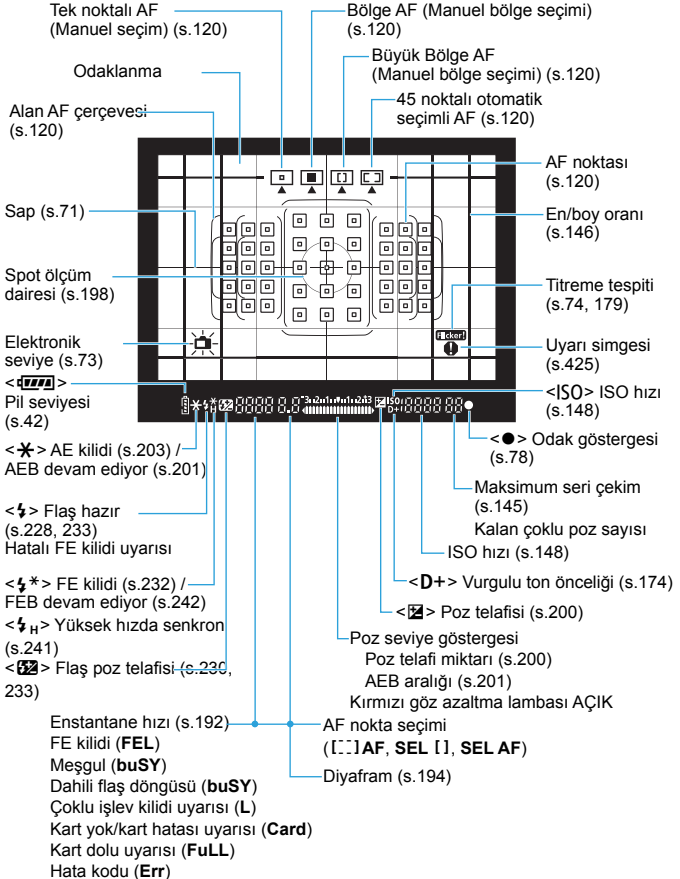 Tek noktalı AF
(Manuel seçim) (s.120)
Bölge AF (Manuel bölge seçimi)
(s.120)
Büyük Bölge AF
(Manuel bölge seçimi) (s.120)
Odaklanma
Alan AF çerçevesi
(s.120)
45 noktalı otomatik
seçimli AF (s.120)
AF noktası
(s.120)
Sap (s.71)
En/boy oranı
(s.146)
Spot ölçüm
dairesi (s.198)
Titreme tespiti
(s.74, 179)
Flicker!
Elektronik
seviye (s.73)
Uyarı simgesi
(s.425)
< >
Pil seviyesi
(s.42)
<ISO> ISO hızı
(s.148)
ISO
D+
<●> Odak göstergesi
(s.78)
<✱> AE kilidi (s.203) /
AEB devam ediyor (s.201)
Maksimum seri çekim
(s.145)
Kalan çoklu poz sayısı
<⚡> Flaş hazır
(s.228, 233)
Hatalı FE kilidi uyarısı
ISO hızı (s.148)
<⚡*> FE kilidi (s.232) /
FEB devam ediyor (s.242)
<D+> Vurgulu ton önceliği (s.174)
<⚡H> Yüksek hızda senkron
(s.241)
< > Poz telafisi (s.200)
< > Flaş poz telafisi (s.230,
233)
Poz seviye göstergesi
Poz telafi miktarı (s.200)
AEB aralığı (s.201)
Kırmızı göz azaltma lambası AÇIK
Enstantane hızı (s.192)
FE kilidi (FEL)
Meşgul (buSY)
Dahili flaş döngüsü (buSY)
Çoklu işlev kilidi uyarısı (L)
Kart yok/kart hatası uyarısı (Card)
Kart dolu uyarısı (FuLL)
Hata kodu (Err)
AF nokta seçimi
([ ] AF, SEL [ ], SEL AF)
Diyafram (s.194)